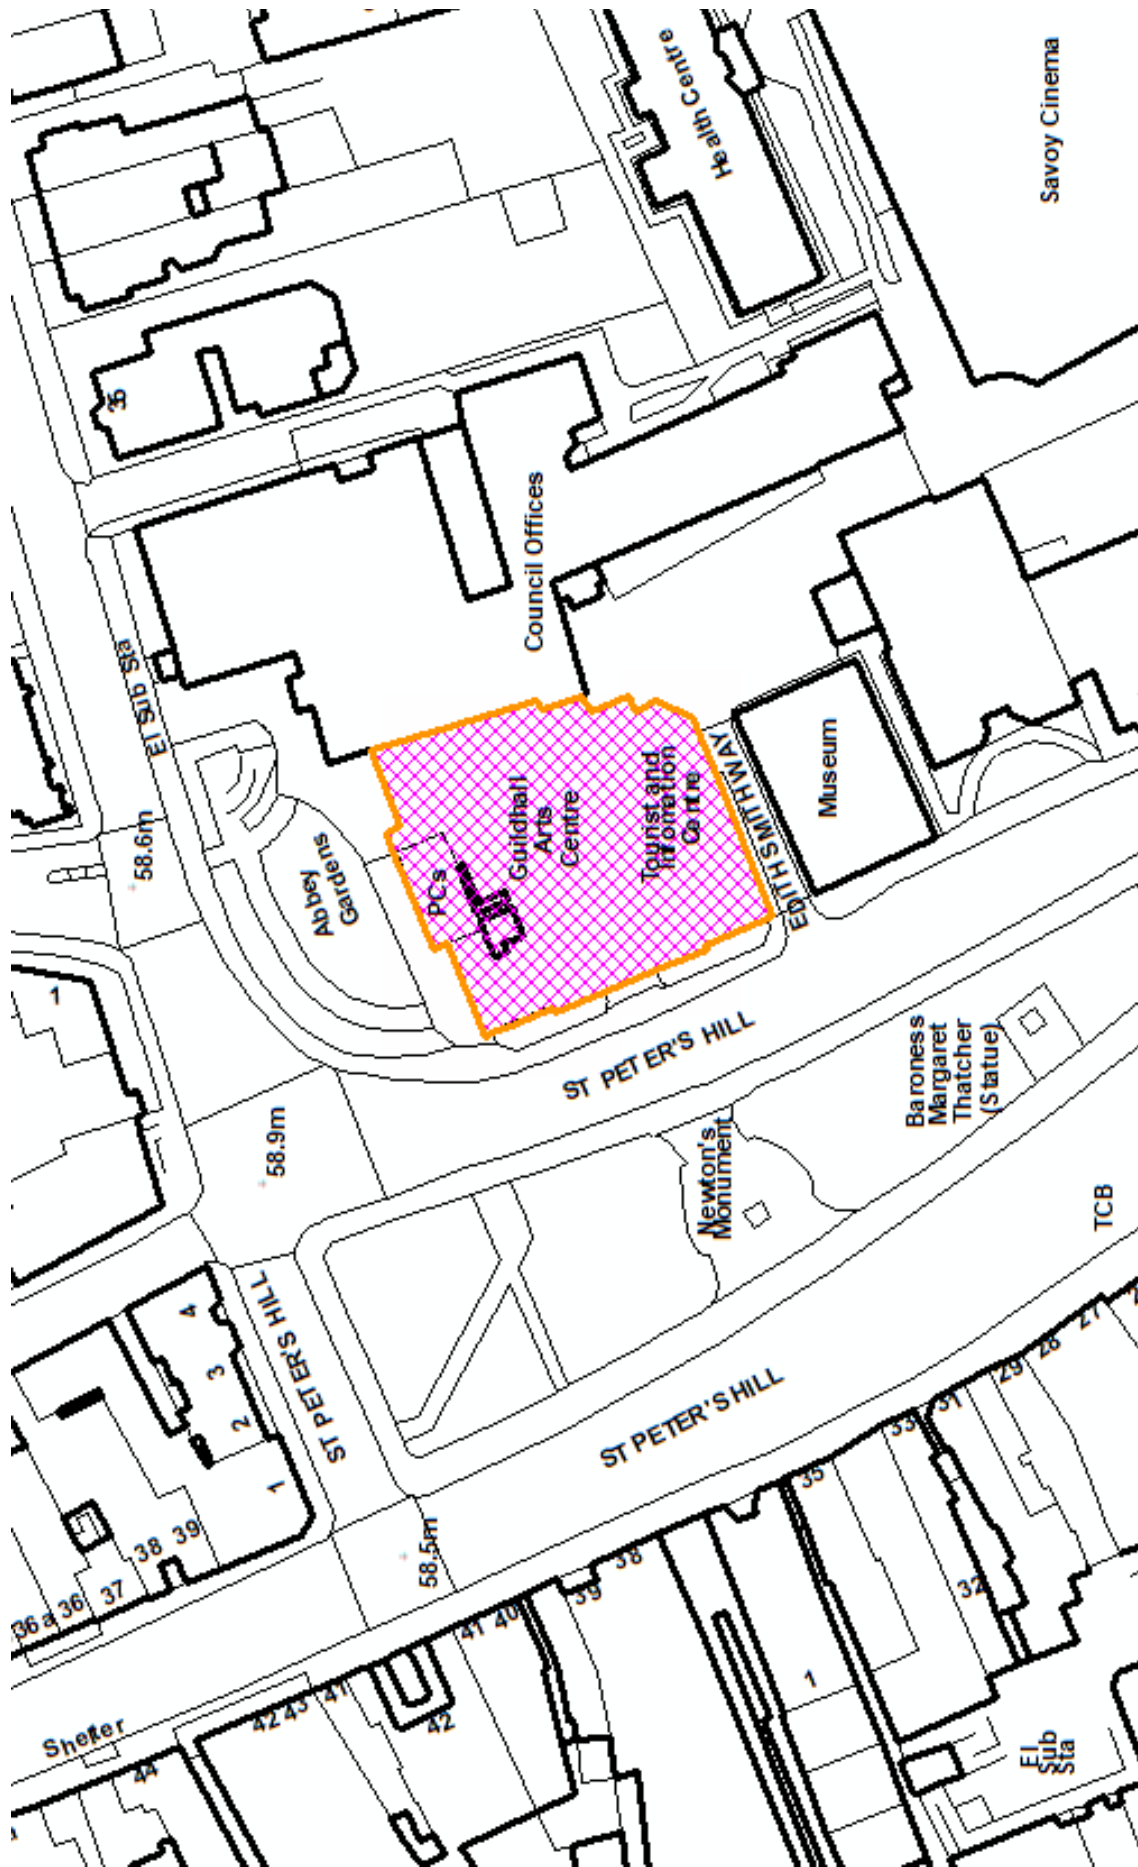 Health Centre
Savoy Cinema
Council Offices
El Sub Sta
58.6m
Abbey
Gardens
PCs
Guildhall
Arts
Centre
Tourist and
Infomation
Centre
EDITH SMITH WAY
Museum
1
ST PETER'S HILL
58.9m
Newton's
Monument
Baroness
Margaret
Thatcher
(Statue)
TCB
4
3
2
1
ST PETER'S HILL
ST PETER'S HILL
36a
36
37
38
39
58.5m
27
28
29
31
33
35
32
38
39
40
41
42
41
43
42
44
Shelter
1
El
Sub
Sta